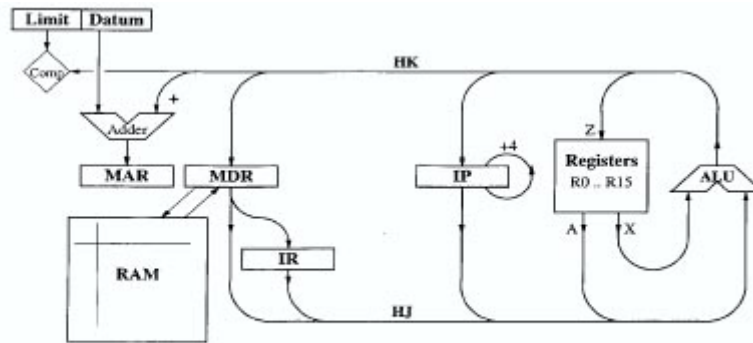 Limit Datum
HK
Comp
+
Adder
Z
+4
Registers
R0 .. R15
MAR
MDR
IP
ALU
A
X
RAM
IR
HJ